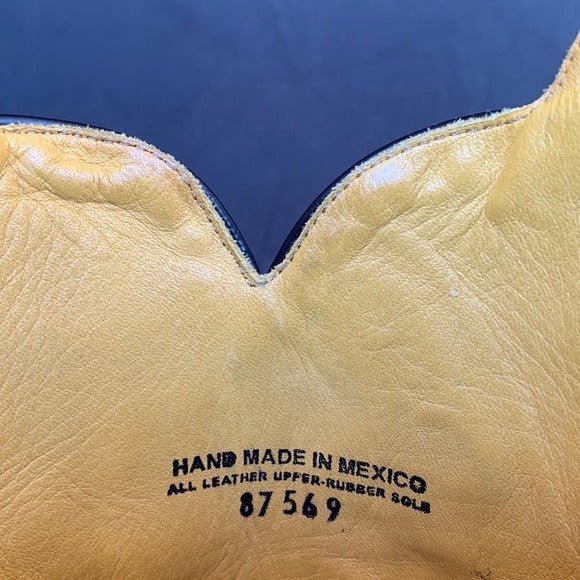 HAND MADE IN MEXICO
ALL LEATHER UPPER-RUBBER SOLE
87569